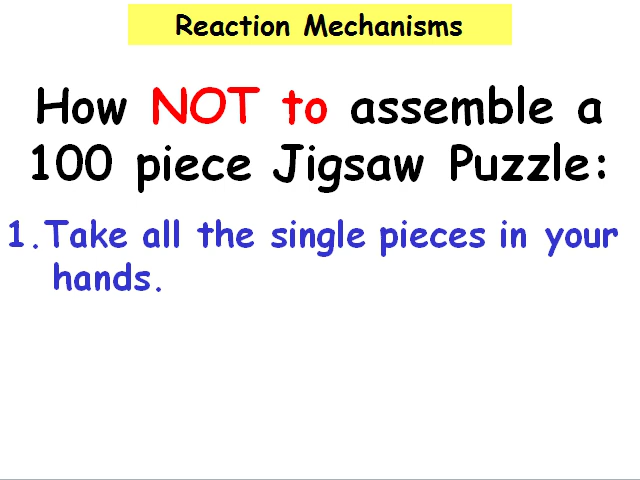 Reaction Mechanisms
How NOT to assemble a
100 piece Jigsaw Puzzle:
1.Take all the single pieces in your
hands.